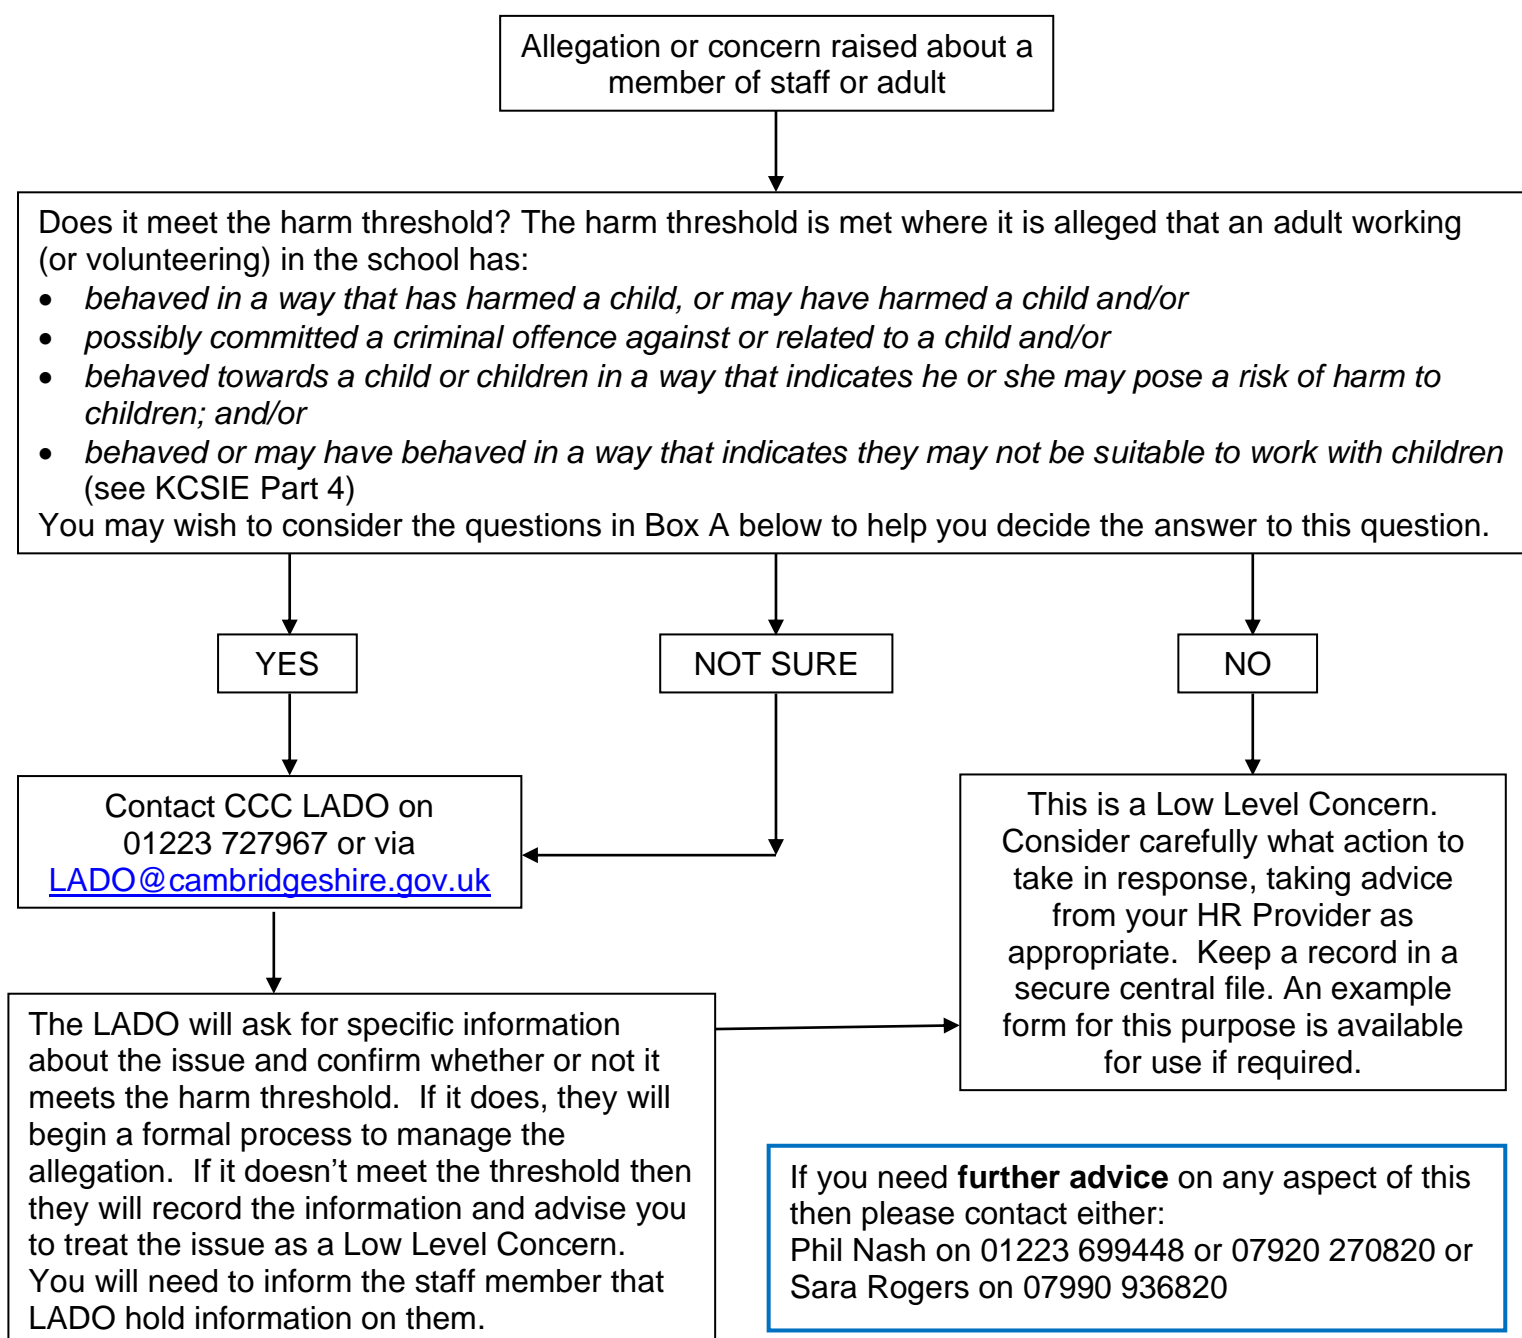 Allegation or concern raised about a
member of staff or adult
Does it meet the harm threshold? The harm threshold is met where it is alleged that an adult working
(or volunteering) in the school has:
• behaved in a way that has harmed a child, or may have harmed a child and/or
• possibly committed a criminal offence against or related to a child and/or
• behaved towards a child or children in a way that indicates he or she may pose a risk of harm to
children; and/or
• behaved or may have behaved in a way that indicates they may not be suitable to work with children
(see KCSIE Part 4)
You may wish to consider the questions in Box A below to help you decide the answer to this question.
YES
NOT SURE
NO
Contact CCC LADO on
01223 727967 or via
LADO@cambridgeshire.gov.uk
This is a Low Level Concern.
Consider carefully what action to
take in response, taking advice
from your HR Provider as
appropriate.  Keep a record in a
secure central file. An example
form for this purpose is available
for use if required.
The LADO will ask for specific information
about the issue and confirm whether or not it
meets the harm threshold.  If it does, they will
begin a formal process to manage the
allegation.  If it doesn’t meet the threshold then
they will record the information and advise you
to treat the issue as a Low Level Concern.
You will need to inform the staff member that
LADO hold information on them.
If you need further advice on any aspect of this
then please contact either:
Phil Nash on 01223 699448 or 07920 270820 or
Sara Rogers on 07990 936820